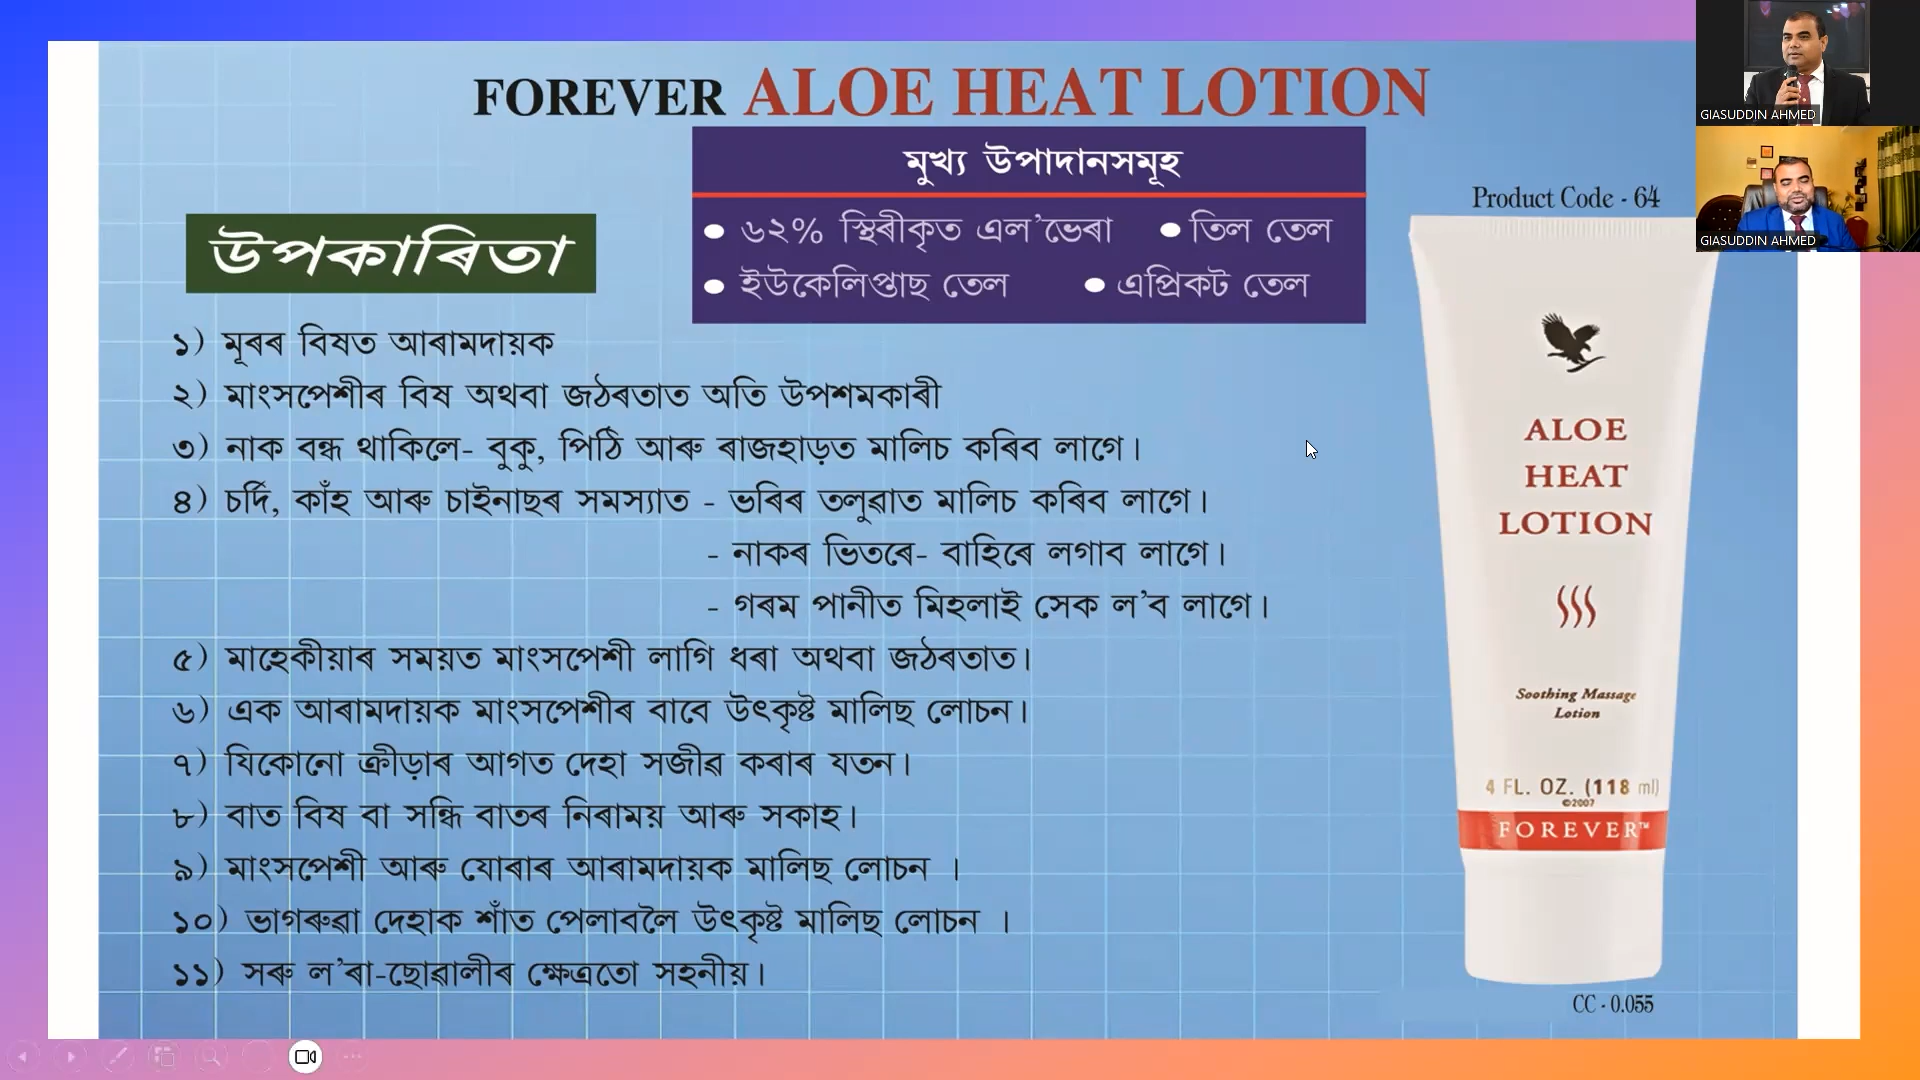 FOREVER ALOE HEAT LOTION
মুখ্য উপাদানসমূহ
• ৬২% স্থিৰীকৃত এল'ভেৰা • তিল তেল
• ইউকেলিপ্তাছ তেল • এপ্ৰিকট তেল
উপকাৰিতা
১) মূৰৰ বিষত আৰামদায়ক
২) মাংসপেশীৰ বিষ অথবা জঠৰতাত অতি উপশমকাৰী
৩) নাক বন্ধ থাকিলে- বুকু, পিঠি আৰু ৰাজহাড়ত মালিচ কৰিব লাগে।
৪) চৰ্দি, কাঁহ আৰু চাইনাছৰ সমস্যাত - ভৰিৰ তলুৱাত মালিচ কৰিব লাগে।
- নাকৰ ভিতৰে- বাহিৰে লগাব লাগে।
- গৰম পানীত মিহলাই সেক ল'ব লাগে।
৫) মাহেকীয়াৰ সময়ত মাংসপেশী লাগি ধৰা অথবা জঠৰতাত।
৬) এক আৰামদায়ক মাংসপেশীৰ বাবে উৎকৃষ্ট মালিছ লোচন।
৭) যিকোনো ক্ৰীড়াৰ আগত দেহা সজীৱ কৰাৰ যতন।
৮) বাত বিষ বা সন্ধি বাতৰ নিৰাময় আৰু সকাহ।
৯) মাংসপেশী আৰু যোৰাৰ আৰামদায়ক মালিছ লোচন ।
১০) ভাগৰুৱা দেহাক শাঁত পেলাবলৈ উৎকৃষ্ট মালিছ লোচন ।
১১) সৰু ল'ৰা-ছোৱালীৰ ক্ষেত্ৰতো সহনীয়।
Product Code - 64
ALOE
HEAT
LOTION
Soothing Massage
Lotion
4 FL. OZ. (118 ml)
©2007
FOREVER™
CC - 0.055
GIASUDDIN AHMED
GIASUDDIN AHMED